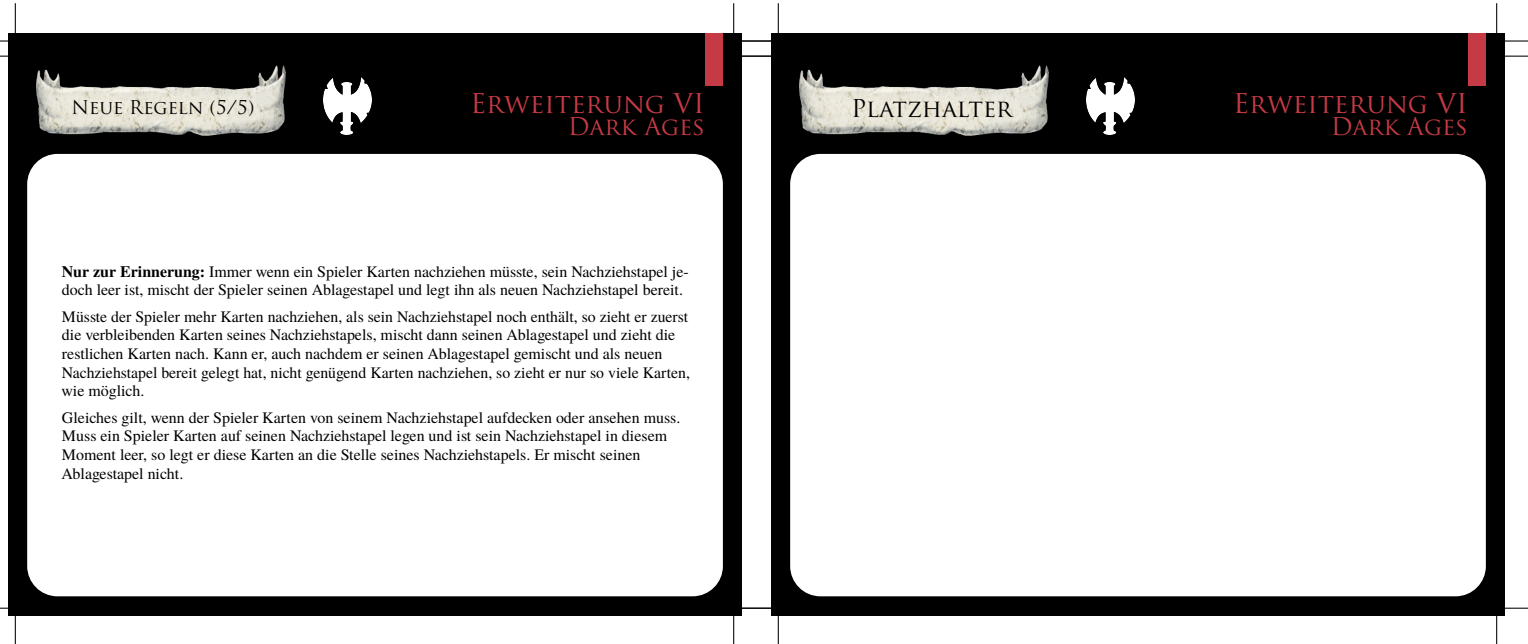 Neue Regeln (5/5)
Erweiterung VI
Dark Ages
Nur zur Erinnerung: Immer wenn ein Spieler Karten nachziehen müsste, sein Nachziehstapel je-
doch leer ist, mischt der Spieler seinen Ablagestapel und legt ihn als neuen Nachziehstapel bereit.
Müsste der Spieler mehr Karten nachziehen, als sein Nachziehstapel noch enthält, so zieht er zuerst
die verbleibenden Karten seines Nachziehstapels, mischt dann seinen Ablagestapel und zieht die
restlichen Karten nach. Kann er, auch nachdem er seinen Ablagestapel gemischt und als neuen
Nachziehstapel bereit gelegt hat, nicht genügend Karten nachziehen, so zieht er nur so viele Karten,
wie möglich.
Gleiches gilt, wenn der Spieler Karten von seinem Nachziehstapel aufdecken oder ansehen muss.
Muss ein Spieler Karten auf seinen Nachziehstapel legen und ist sein Nachziehstapel in diesem
Moment leer, so legt er diese Karten an die Stelle seines Nachziehstapels. Er mischt seinen
Ablagestapel nicht.
Platzhalter
Erweiterung VI
Dark Ages